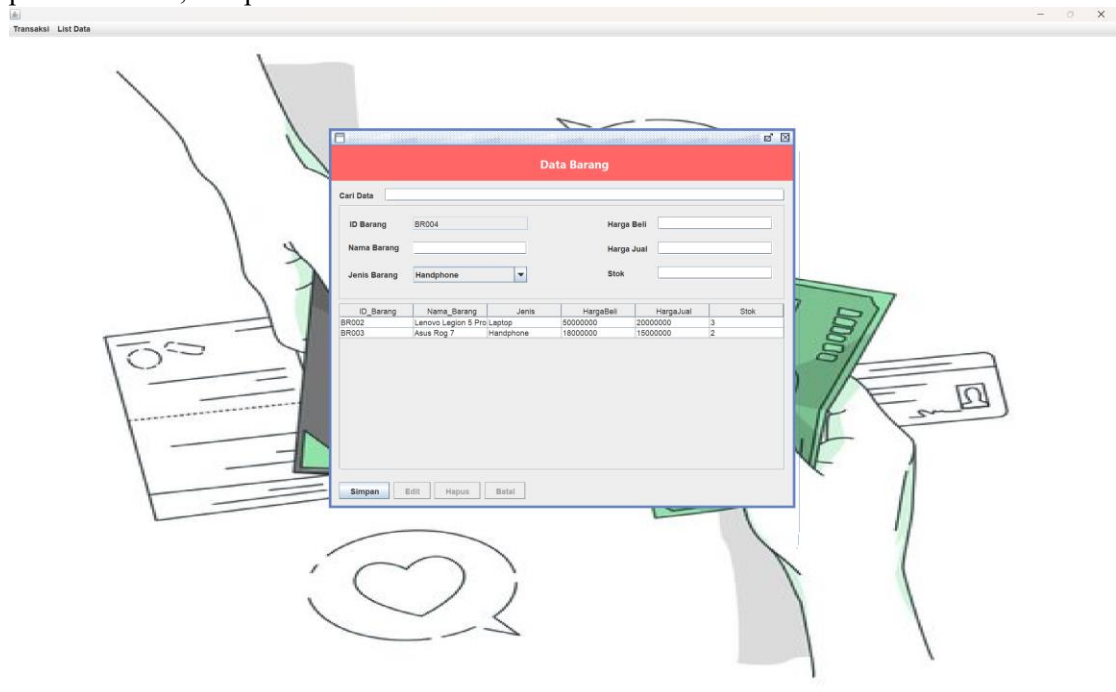 Transaksi List Data
Data Barang
Cari Data
ID Barang BR004 Harga Beli
Nama Barang Harga Jual
Jenis Barang Handphone Stok
ID_Barang Nama_Barang Jenis HargaBeli HargaJual Stok
BR002 Lenovo Legion 5 Pro Laptop 50000000 20000000 3
BR003 Asus Rog 7 Handphone 18000000 15000000 2
Simpan Edit Hapus Batal